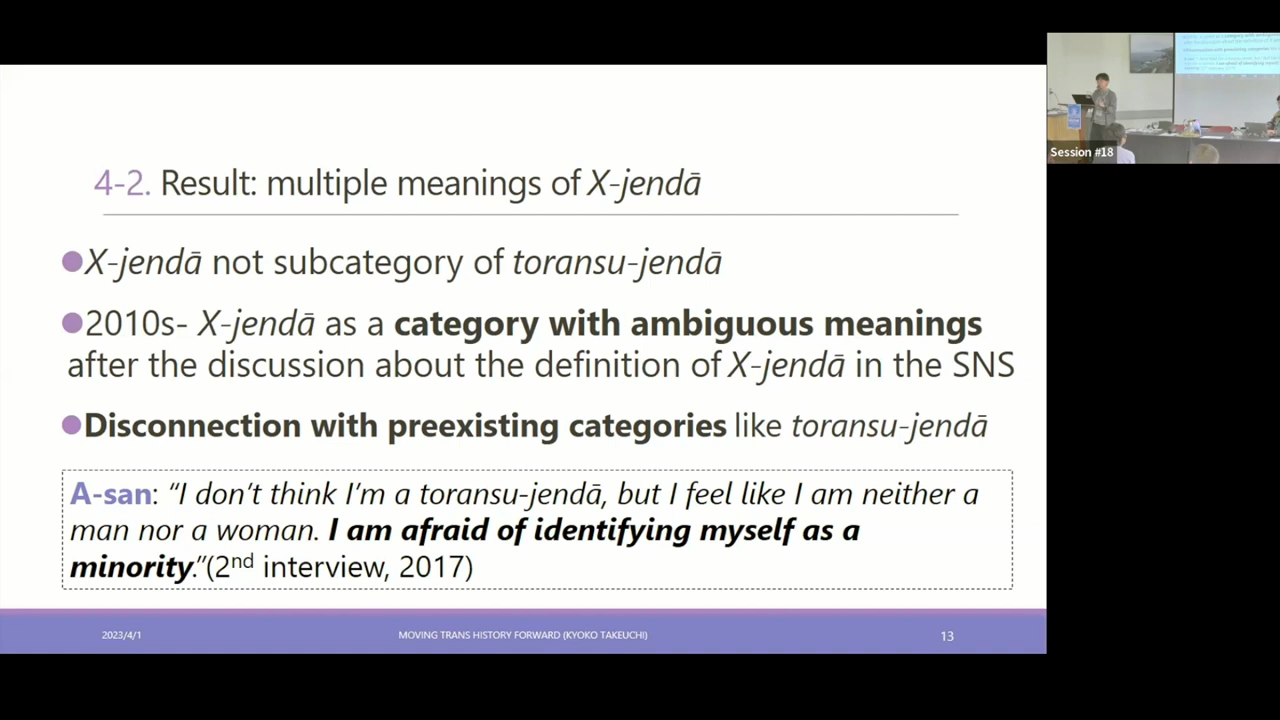 4-2. Result: multiple meanings of X-jendā
●X-jendā not subcategory of toransu-jendā
●2010s- X-jendā as a category with ambiguous meanings
after the discussion about the definition of X-jendā in the SNS
●Disconnection with preexisting categories like toransu-jendā
A-san: “I don’t think I’m a toransu-jendā, but I feel like I am neither a
man nor a woman. I am afraid of identifying myself as a
minority.”(2nd interview, 2017)
2023/4/1
MOVING TRANS HISTORY FORWARD (KYOKO TAKEUCHI)
13
Session #18